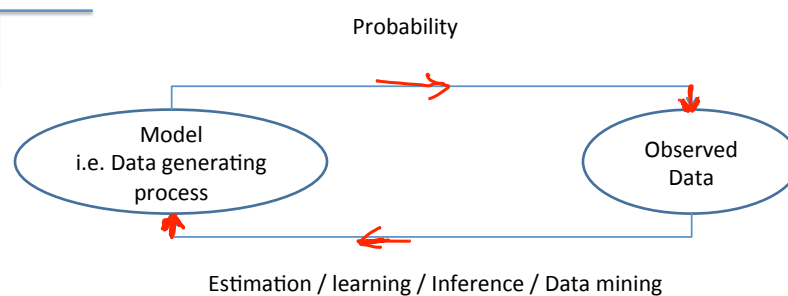 Probability
Model
i.e. Data generating
process
Observed
Data
Estimation / learning / Inference / Data mining